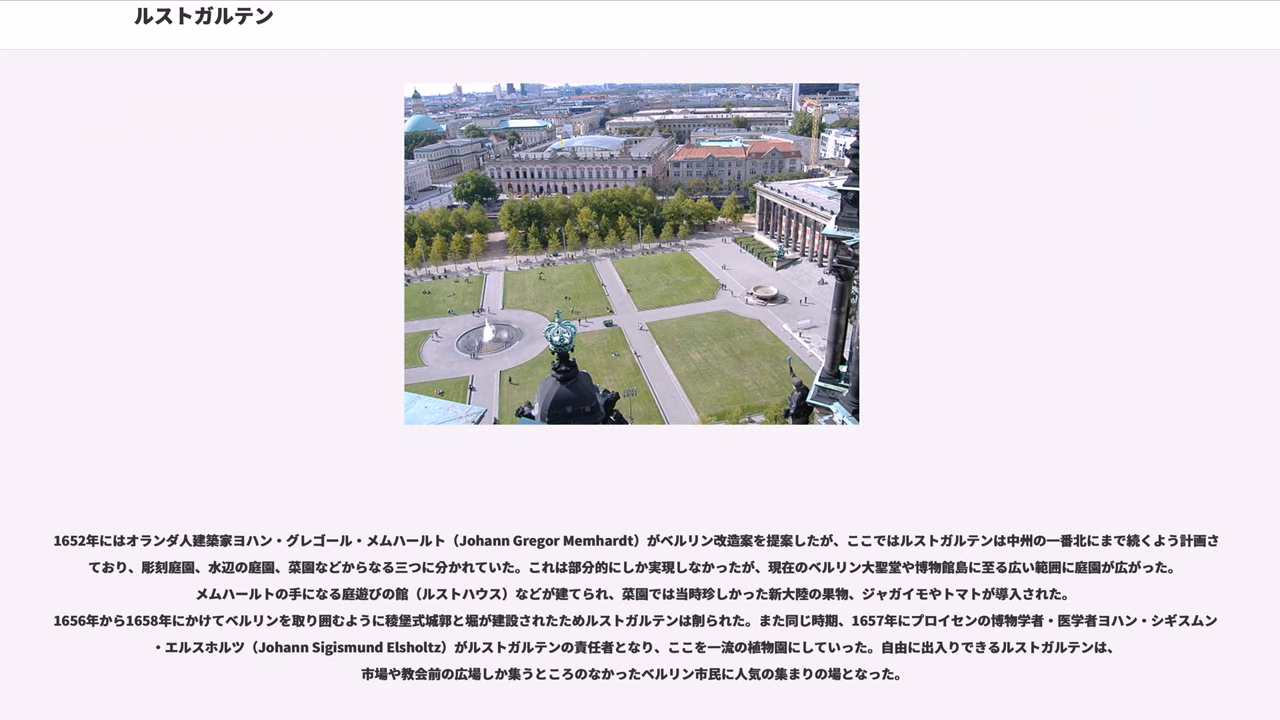 ルストガルテン
1652年にはオランダ人建築家ヨハン・グレゴール・メムハールト（Johann Gregor Memhardt）がベルリン改造案を提案したが、ここではルストガルテンは中州の一番北にまで続くよう計画さ
ており、彫刻庭園、水辺の庭園、菜園などからなる三つに分かれていた。これは部分的にしか実現しなかったが、現在のベルリン大聖堂や博物館島に至る広い範囲に庭園が広がった。
メムハールトの手になる庭遊びの館（ルストハウス）などが建てられ、菜園では当時珍しかった新大陸の果物、ジャガイモやトマトが導入された。
1656年から1658年にかけてベルリンを取り囲むように稜堡式城郭と堀が建設されたためルストガルテンは削られた。また同じ時期、1657年にプロイセンの博物学者・医学者ヨハン・シギスムン
・エルスホルツ（Johann Sigismund Elsholtz）がルストガルテンの責任者となり、ここを一流の植物園にしていった。自由に出入りできるルストガルテンは、
市場や教会前の広場しか集うところのなかったベルリン市民に人気の集まりの場となった。